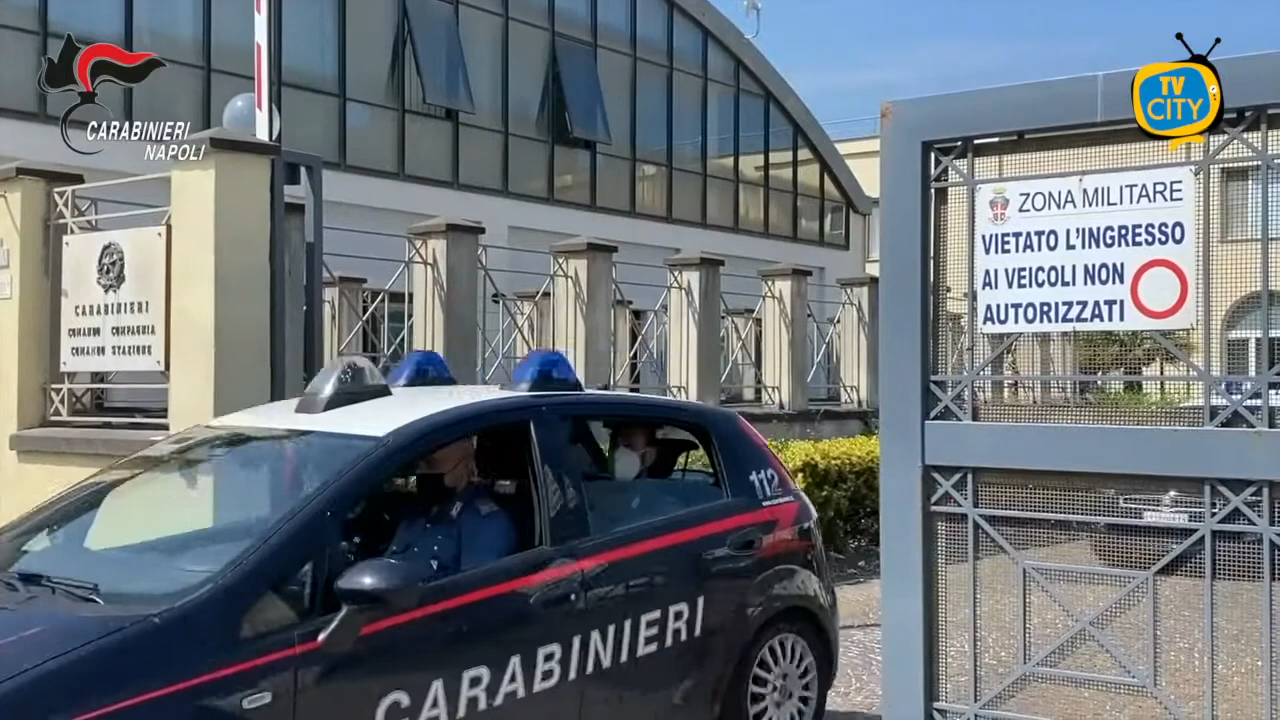 CARABINIERI
NAPOLI
TV
CITY
CARABINIERI
COMANDO COMPAGNIA
COMANDO STAZIONE
ZONA MILITARE
VIETATO L'INGRESSO
AI VEICOLI NON
AUTORIZZATI
112
CARABINIERI